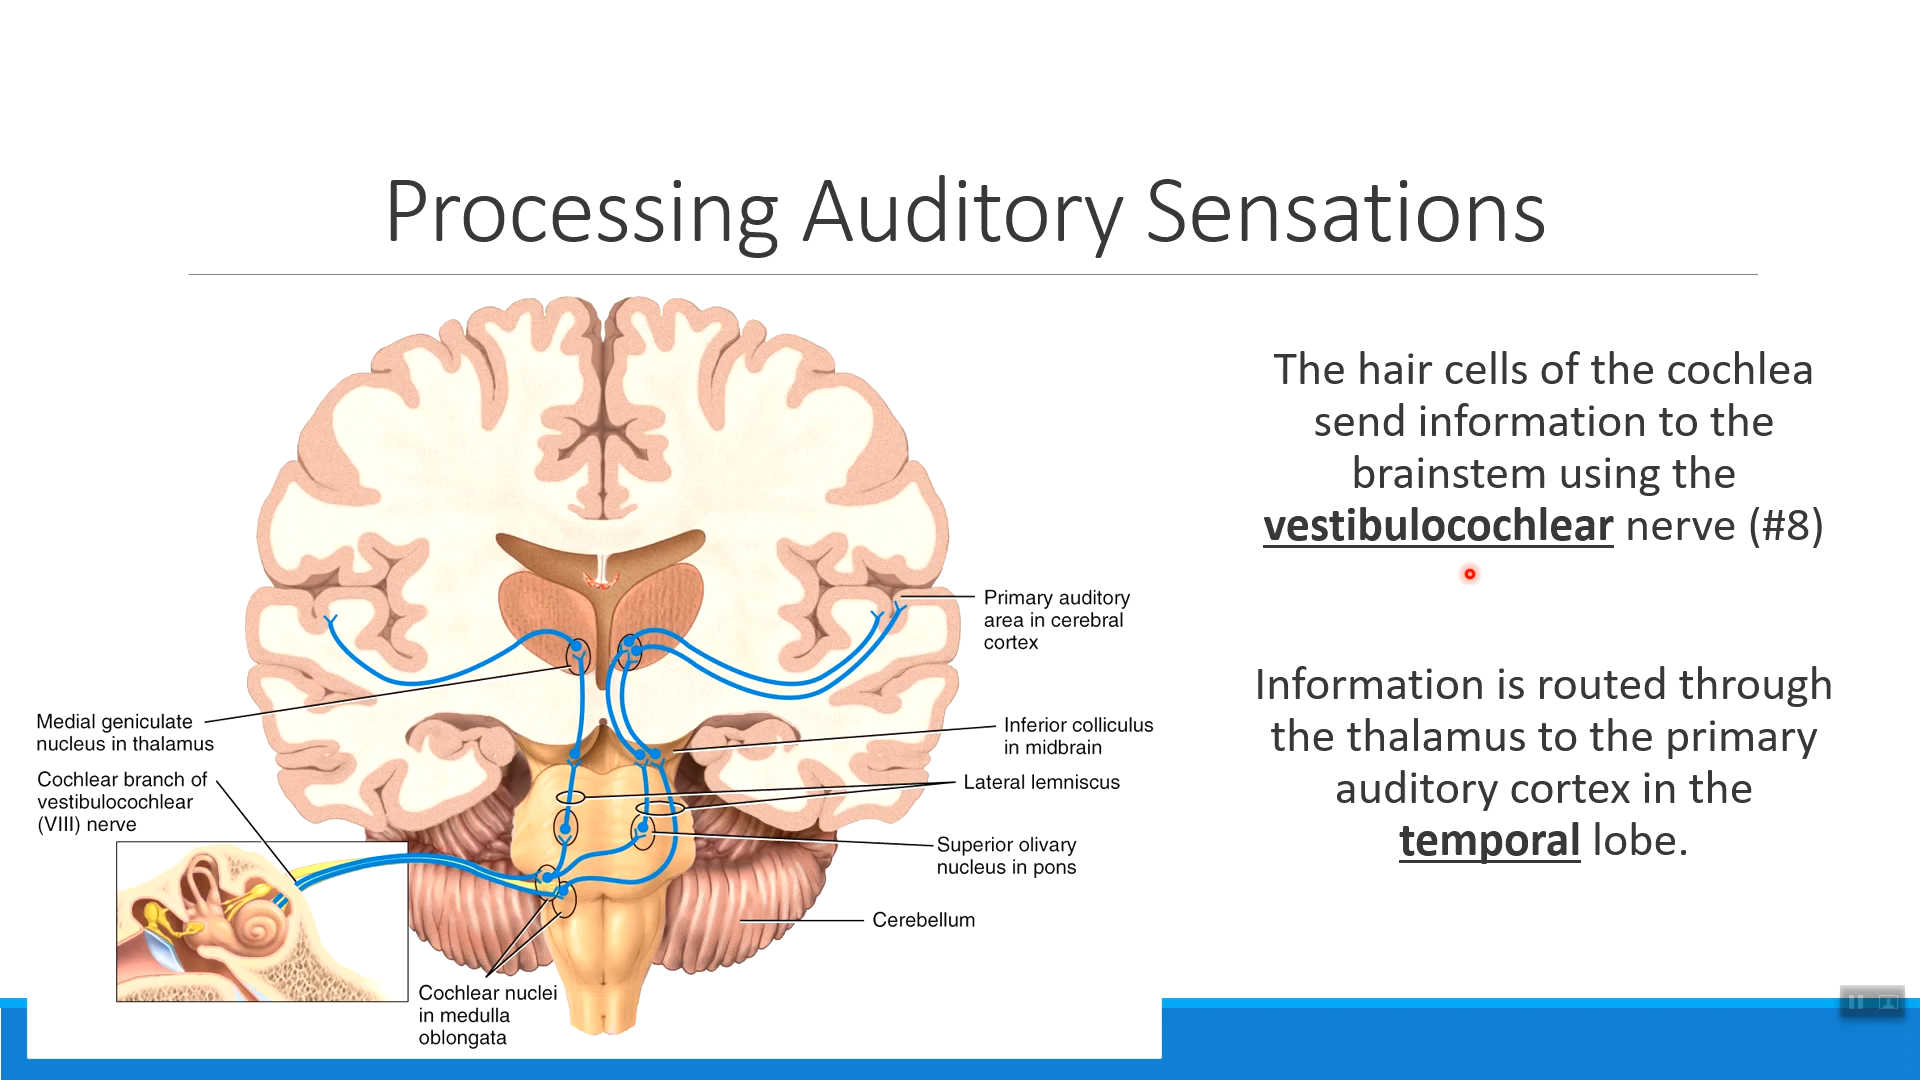 Processing Auditory Sensations
The hair cells of the cochlea
send information to the
brainstem using the
vestibulocochlear nerve (#8)
Information is routed through
the thalamus to the primary
auditory cortex in the
temporal lobe.
Primary auditory
area in cerebral
cortex
Medial geniculate
nucleus in thalamus
Inferior colliculus
in midbrain
Cochlear branch of
vestibulocochlear
(VIII) nerve
Lateral lemniscus
Superior olivary
nucleus in pons
Cerebellum
Cochlear nuclei
in medulla
oblongata